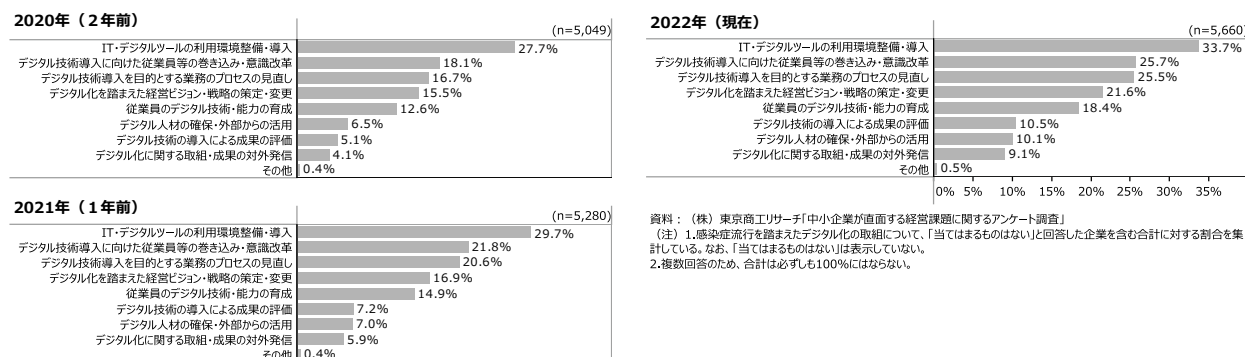 2020年（２年前）
(n=5,049)
IT・デジタルツールの利用環境整備・導入 27.7%
デジタル技術導入に向けた従業員等の巻き込み・意識改革 18.1%
デジタル技術導入を目的とする業務のプロセスの見直し 16.7%
デジタル化を踏まえた経営ビジョン・戦略の策定・変更 15.5%
従業員のデジタル技術・能力の育成 12.6%
デジタル人材の確保・外部からの活用 6.5%
デジタル技術の導入による成果の評価 5.1%
デジタル化に関する取組・成果の対外発信 4.1%
その他 0.4%
2021年（１年前）
(n=5,280)
IT・デジタルツールの利用環境整備・導入 29.7%
デジタル技術導入に向けた従業員等の巻き込み・意識改革 21.8%
デジタル技術導入を目的とする業務のプロセスの見直し 20.6%
デジタル化を踏まえた経営ビジョン・戦略の策定・変更 16.9%
従業員のデジタル技術・能力の育成 14.9%
デジタル技術の導入による成果の評価 7.2%
デジタル人材の確保・外部からの活用 7.0%
デジタル化に関する取組・成果の対外発信 5.9%
その他 0.4%
2022年（現在）
(n=5,660)
IT・デジタルツールの利用環境整備・導入 33.7%
デジタル技術導入に向けた従業員等の巻き込み・意識改革 25.7%
デジタル技術導入を目的とする業務のプロセスの見直し 25.5%
デジタル化を踏まえた経営ビジョン・戦略の策定・変更 21.6%
従業員のデジタル技術・能力の育成 18.4%
デジタル技術の導入による成果の評価 10.5%
デジタル人材の確保・外部からの活用 10.1%
デジタル化に関する取組・成果の対外発信 9.1%
その他 0.5%
0% 5% 10% 15% 20% 25% 30% 35%
資料：（株）東京商工リサーチ「中小企業が直面する経営課題に関するアンケート調査」
（注）1.感染症流行を踏まえたデジタル化の取組について、「当てはまるものはない」と回答した企業を含む合計に対する割合を集
計している。なお、「当てはまるものはない」は表示していない。
2.複数回答のため、合計は必ずしも100％にはならない。